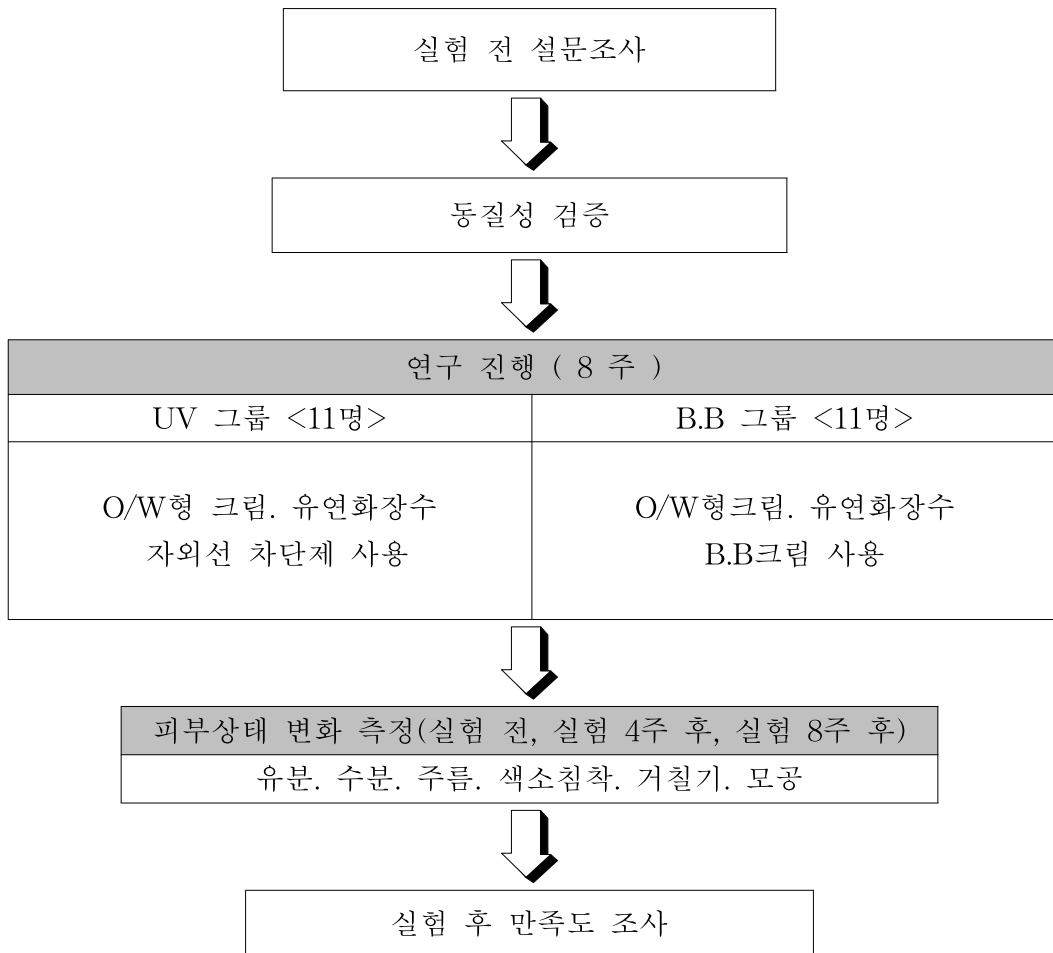 실험 전 설문조사
동질성 검증
연구 진행 ( 8 주 )
UV 그룹 <11명>
B.B 그룹 <11명>
O/W형 크림. 유연화장수
자외선 차단제 사용
O/W형크림. 유연화장수
B.B크림 사용
피부상태 변화 측정(실험 전, 실험 4주 후, 실험 8주 후)
유분. 수분. 주름. 색소침착. 거칠기. 모공
실험 후 만족도 조사